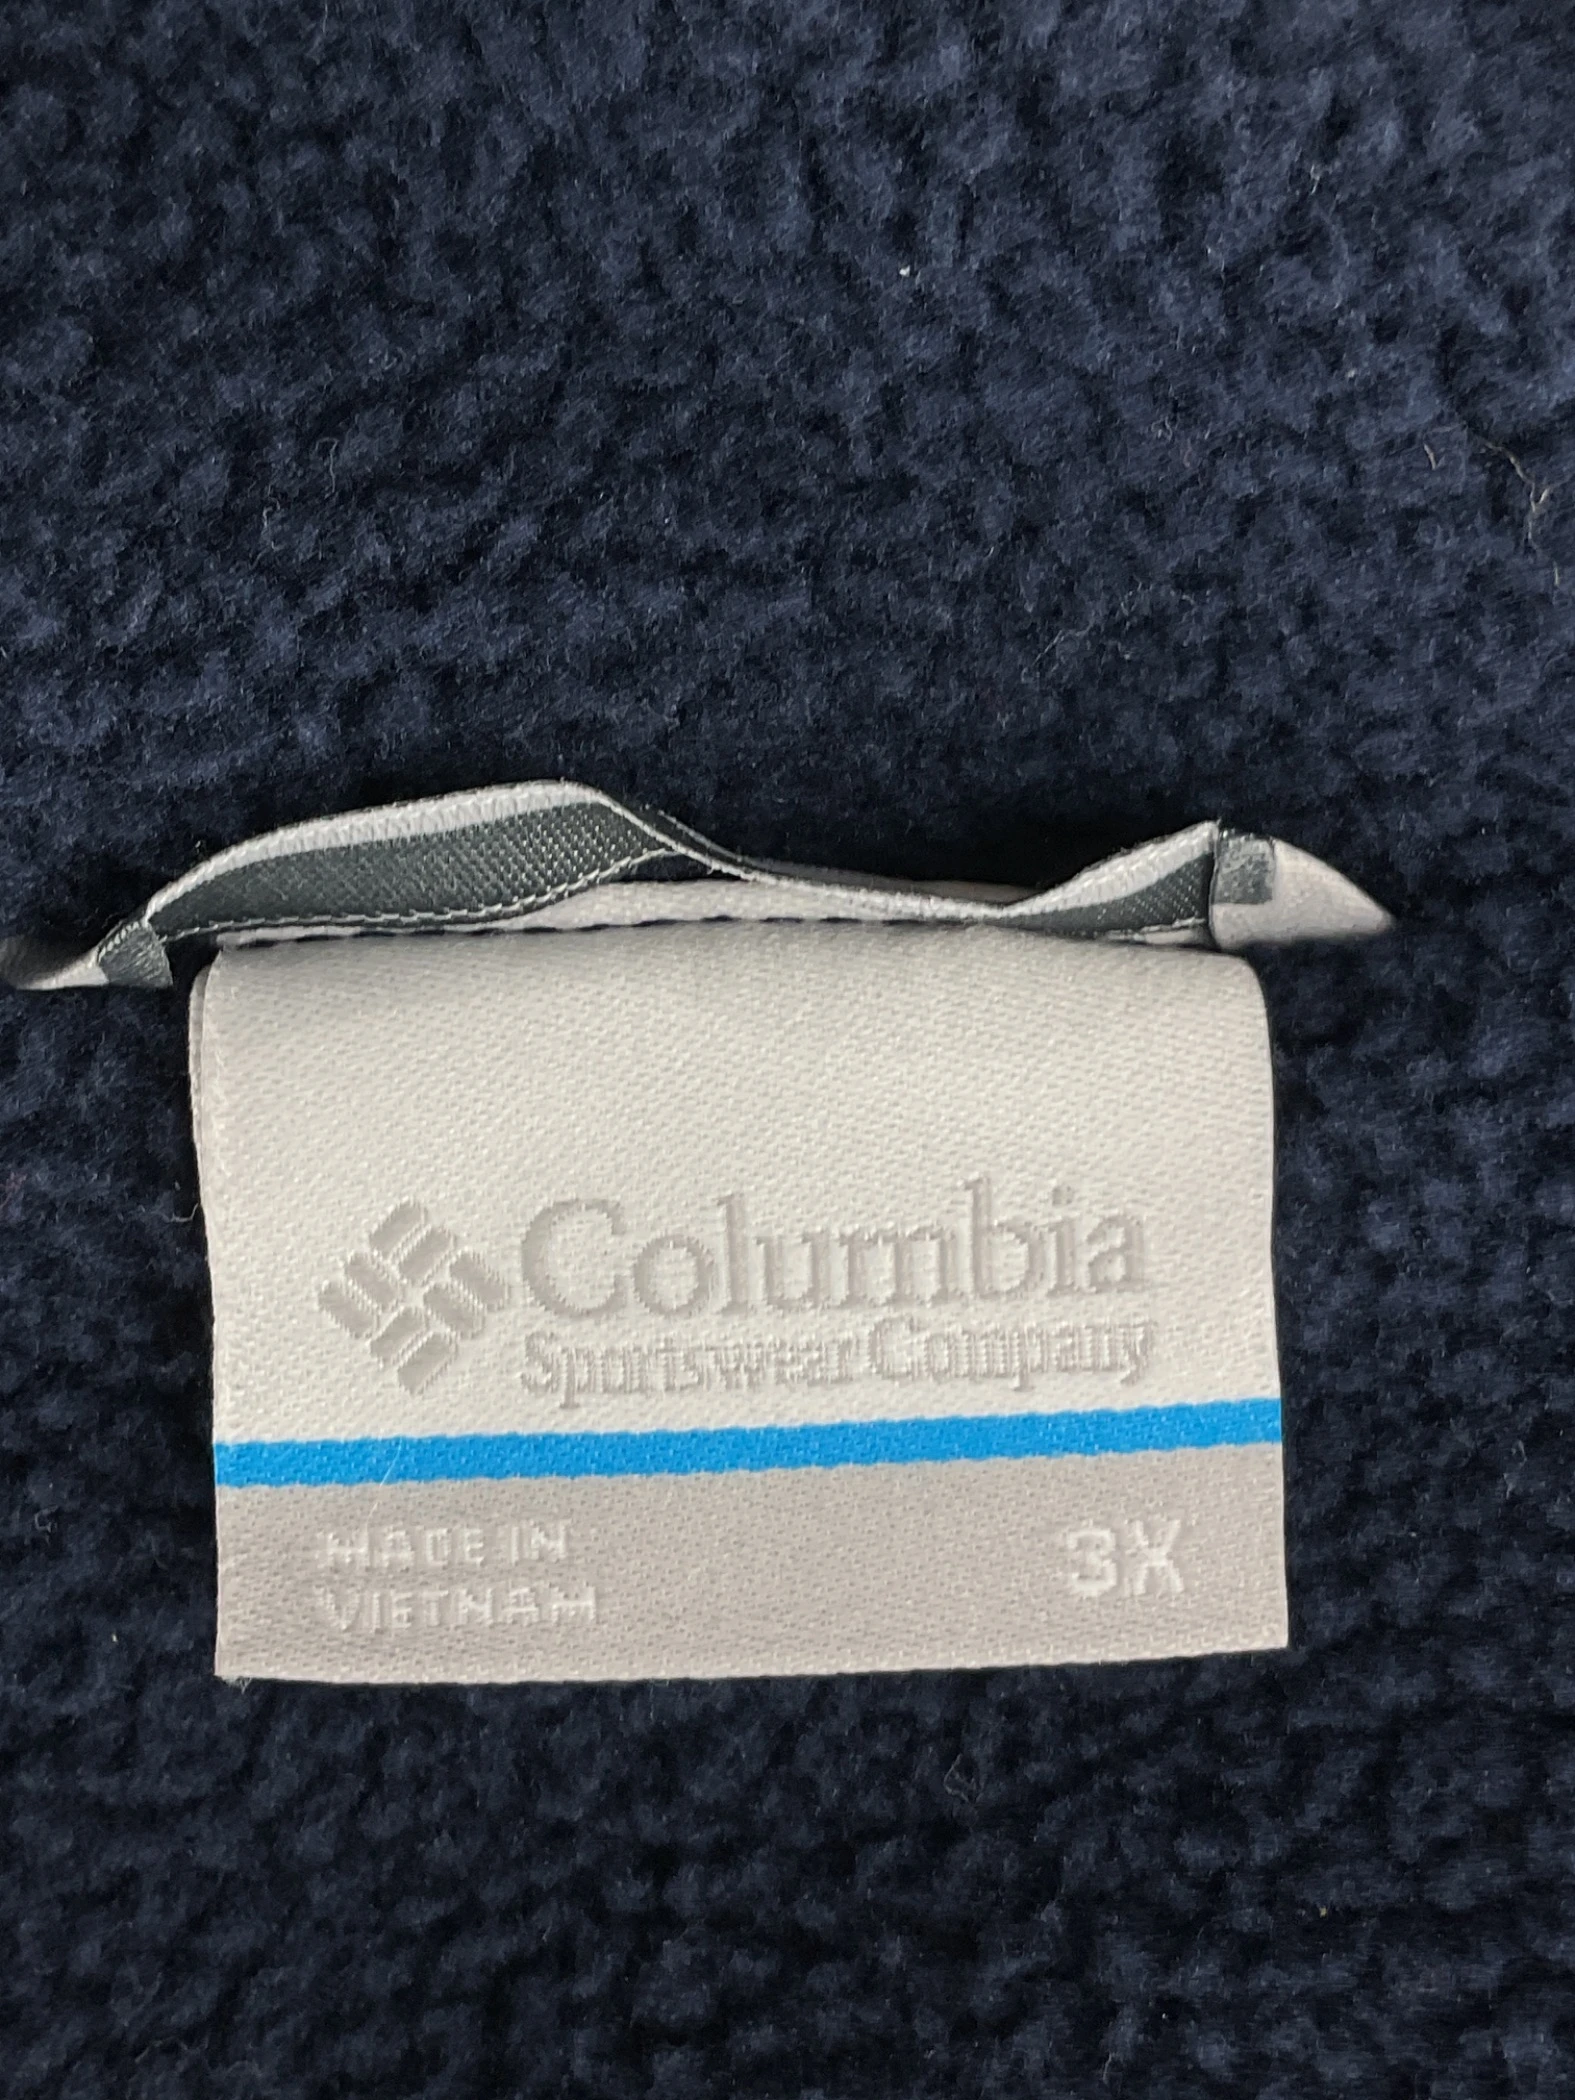 Columbia
Sportswear Company
MADE IN
VIETNAM
3X